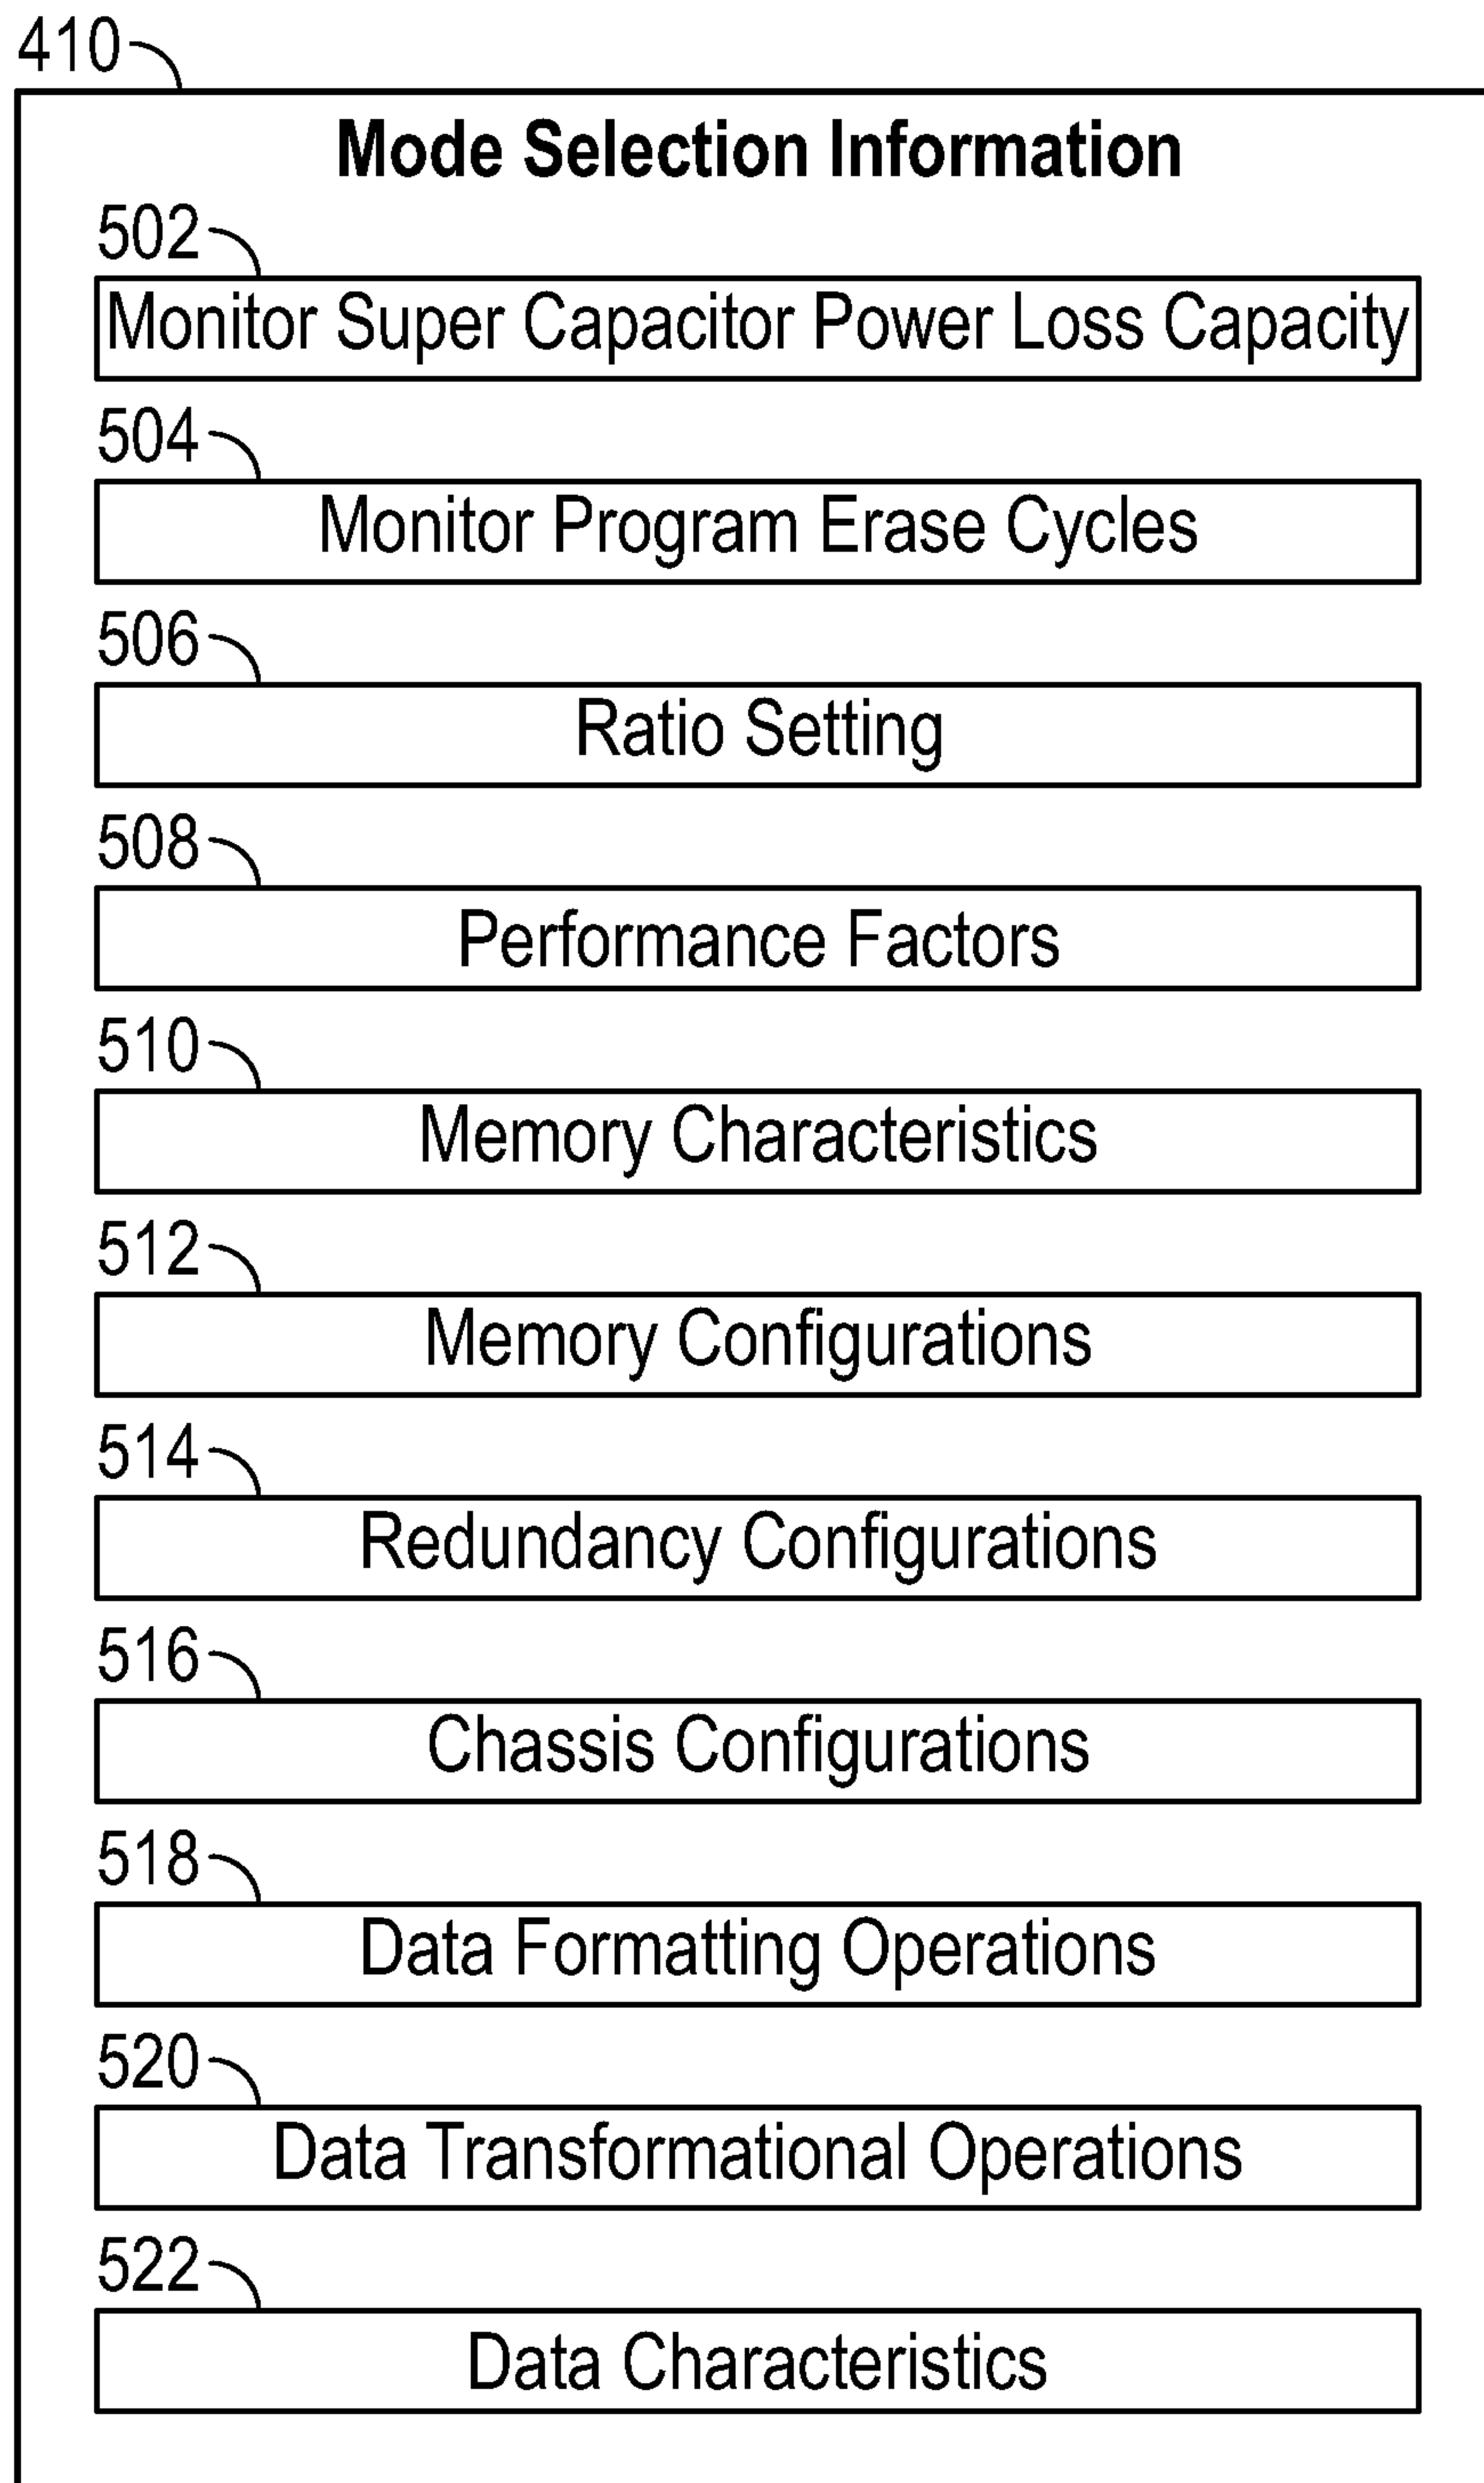 410
Mode Selection Information
502
Monitor Super Capacitor Power Loss Capacity
504
Monitor Program Erase Cycles
506
Ratio Setting
508
Performance Factors
510
Memory Characteristics
512
Memory Configurations
514
Redundancy Configurations
516
Chassis Configurations
518
Data Formatting Operations
520
Data Transformational Operations
522
Data Characteristics